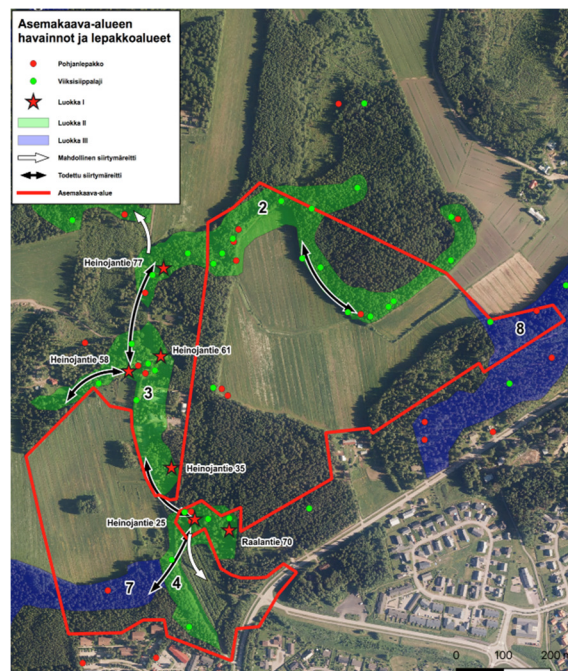 Asemakaava-alueen
havainnot ja lepakkoalueet
Pohjanlepakko
Viiksisiippalaji
Luokka I
Luokka II
Luokka III
Mahdollinen siirtymäreitti
Todettu siirtymäreitti
Asemakaava-alue
2
Heinojantie 77
8
Heinojantie 61
Heinojantie 58
3
Heinojantie 35
Heinojantie 25
Raalantie 70
7
4
0 100 200 m